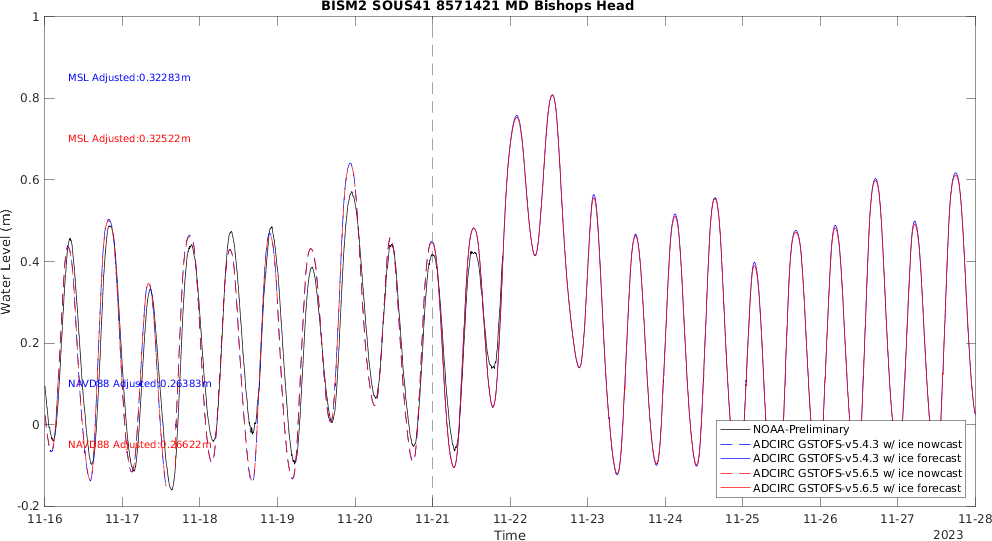 BISM2 SOUS41 8571421 MD Bishops Head
1
0.8
0.6
0.4
0.2
0
-0.2
Water Level (m)
MSL Adjusted:0.32283m
MSL Adjusted:0.32522m
NAVD88 Adjusted:0.26383m
NAVD88 Adjusted:0.26622m
NOAA-Preliminary
ADCIRC GSTOFS-v5.4.3 w/ ice nowcast
ADCIRC GSTOFS-v5.4.3 w/ ice forecast
ADCIRC GSTOFS-v5.6.5 w/ ice nowcast
ADCIRC GSTOFS-v5.6.5 w/ ice forecast
11-16 11-17 11-18 11-19 11-20 11-21 11-22 11-23 11-24 11-25 11-26 11-27 11-28
Time
2023